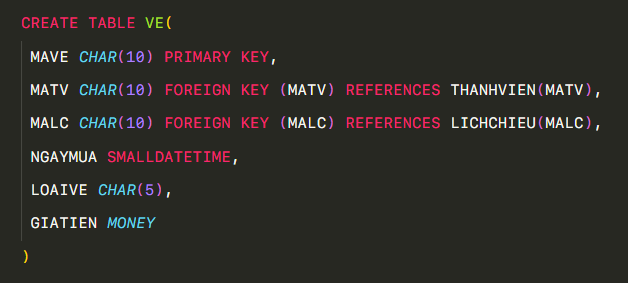 CREATE TABLE VE(
MAVE CHAR(10) PRIMARY KEY,
MATV CHAR(10) FOREIGN KEY (MATV) REFERENCES THANHVIEN(MATV),
MALC CHAR(10) FOREIGN KEY (MALC) REFERENCES LICHCHIEU(MALC),
NGAYMUA SMALLDATETIME,
LOAIVE CHAR(5),
GIATIEN MONEY
)